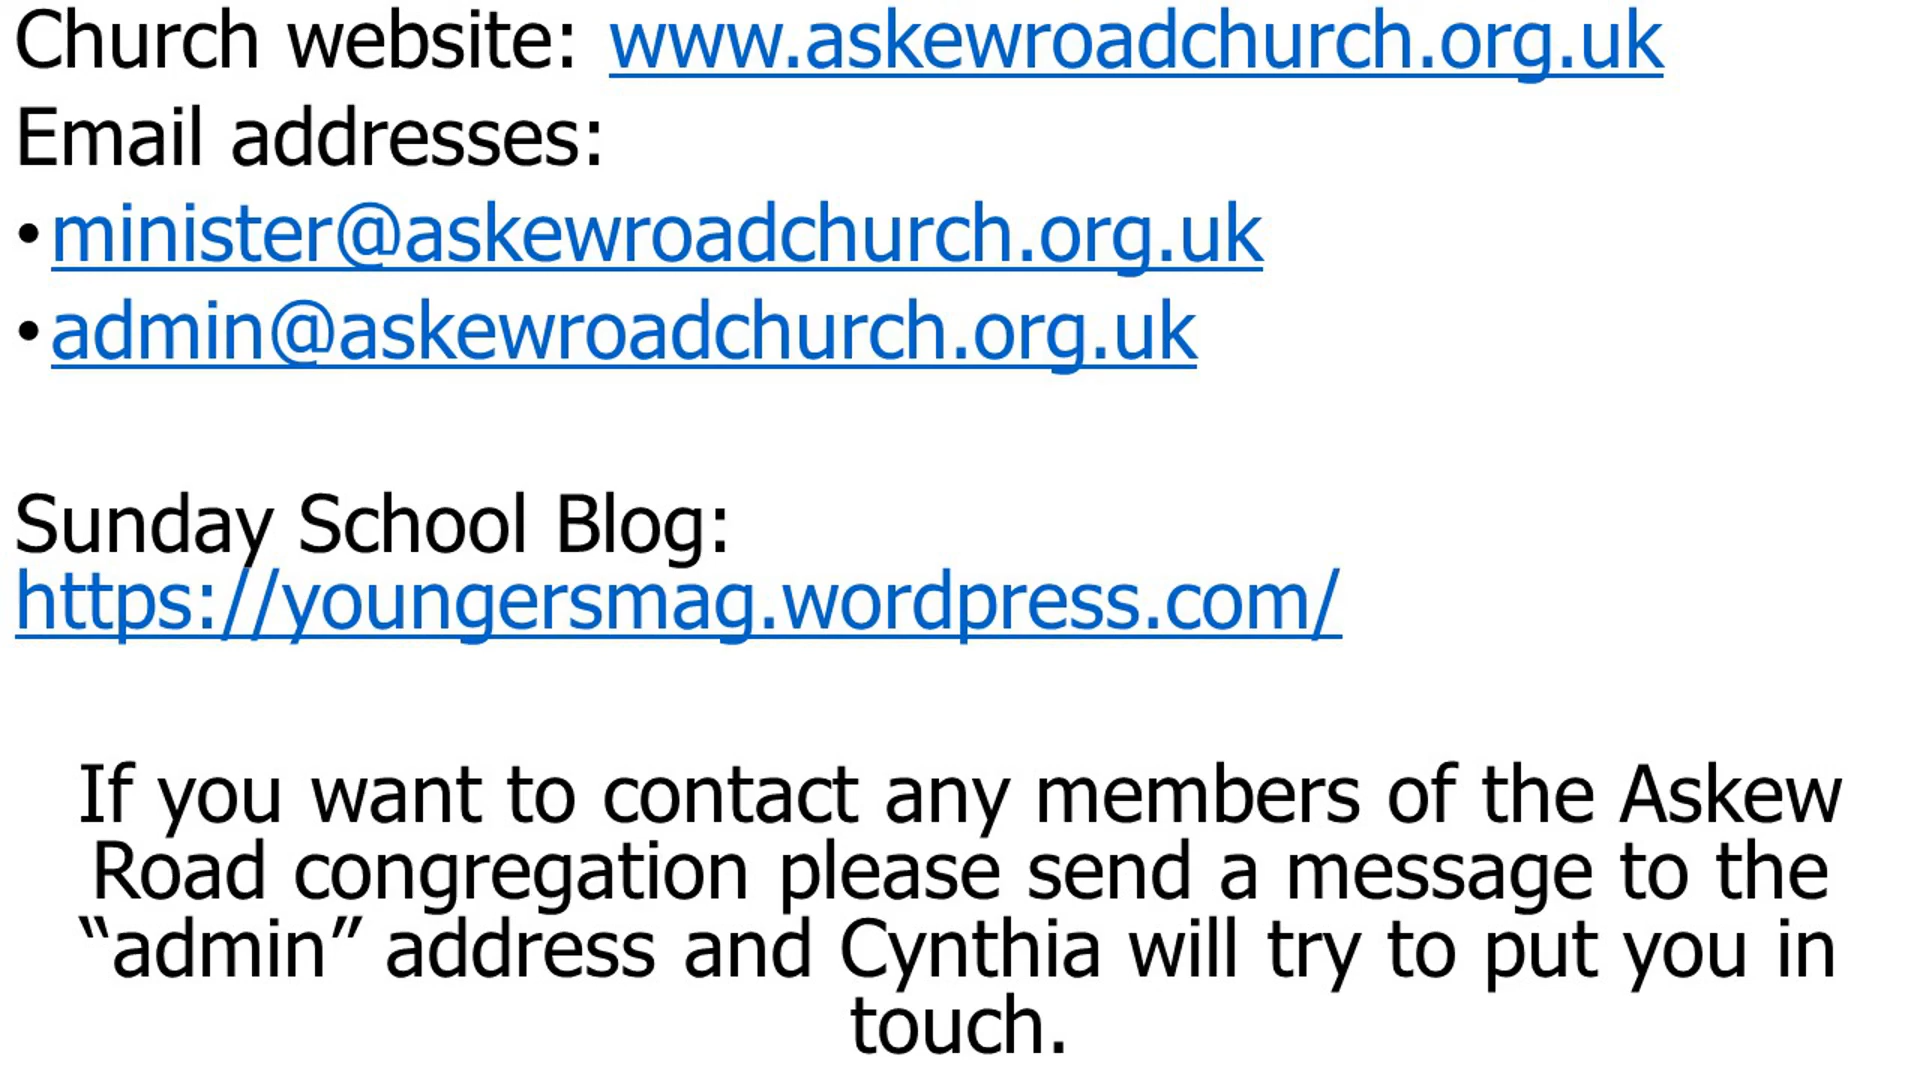 Church website: www.askewroadchurch.org.uk
Email addresses:
•minister@askewroadchurch.org.uk
•admin@askewroadchurch.org.uk
Sunday School Blog:
https://youngersmag.wordpress.com/
If you want to contact any members of the Askew
Road congregation please send a message to the
“admin” address and Cynthia will try to put you in
touch.